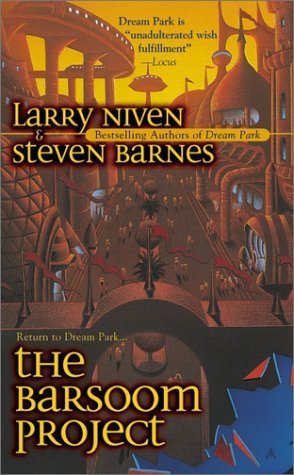 Dream Park is
"unadulterated wish
fulfillment"
—Locus
LARRY NIVEN
& Bestselling Authors of Dream Park
STEVEN BARNES
Return to Dream Park...
THE
BARSOOM
PROJECT